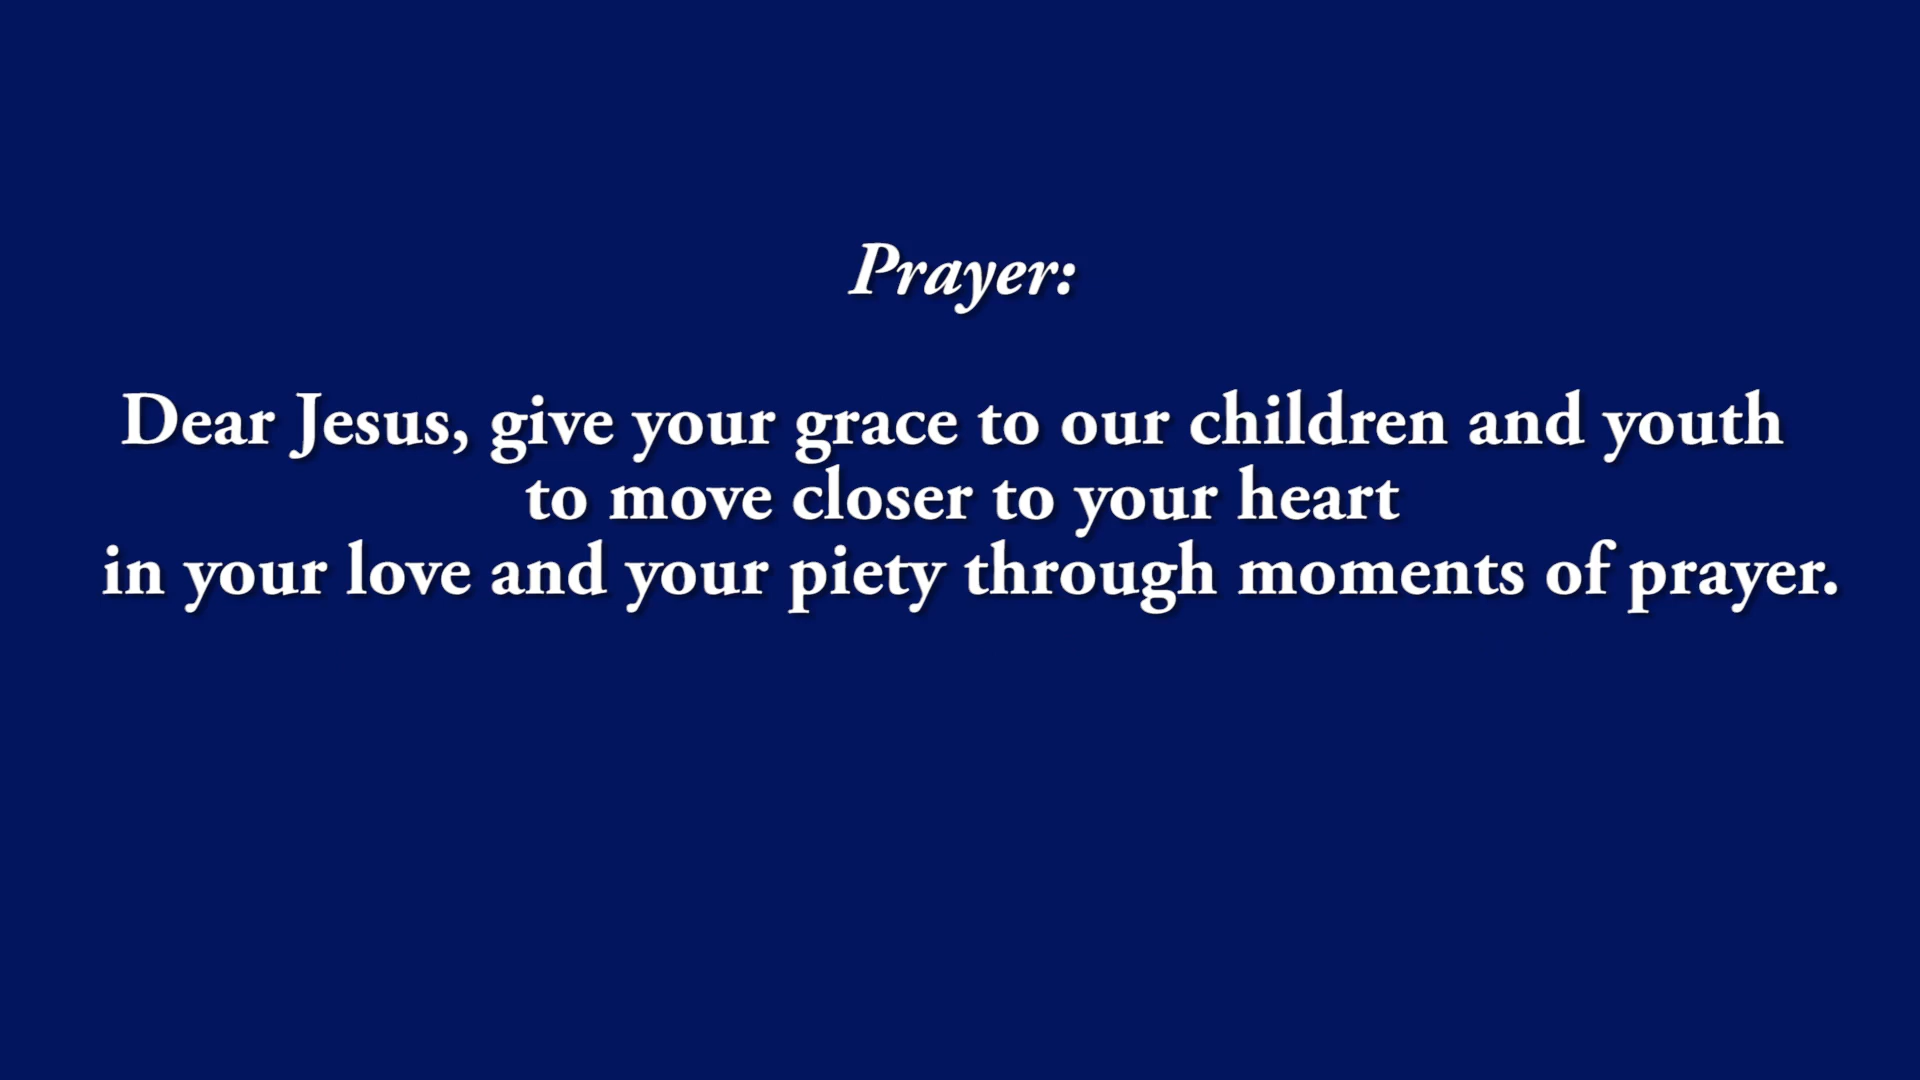 Prayer:
Dear Jesus, give your grace to our children and youth
to move closer to your heart
in your love and your piety through moments of prayer.